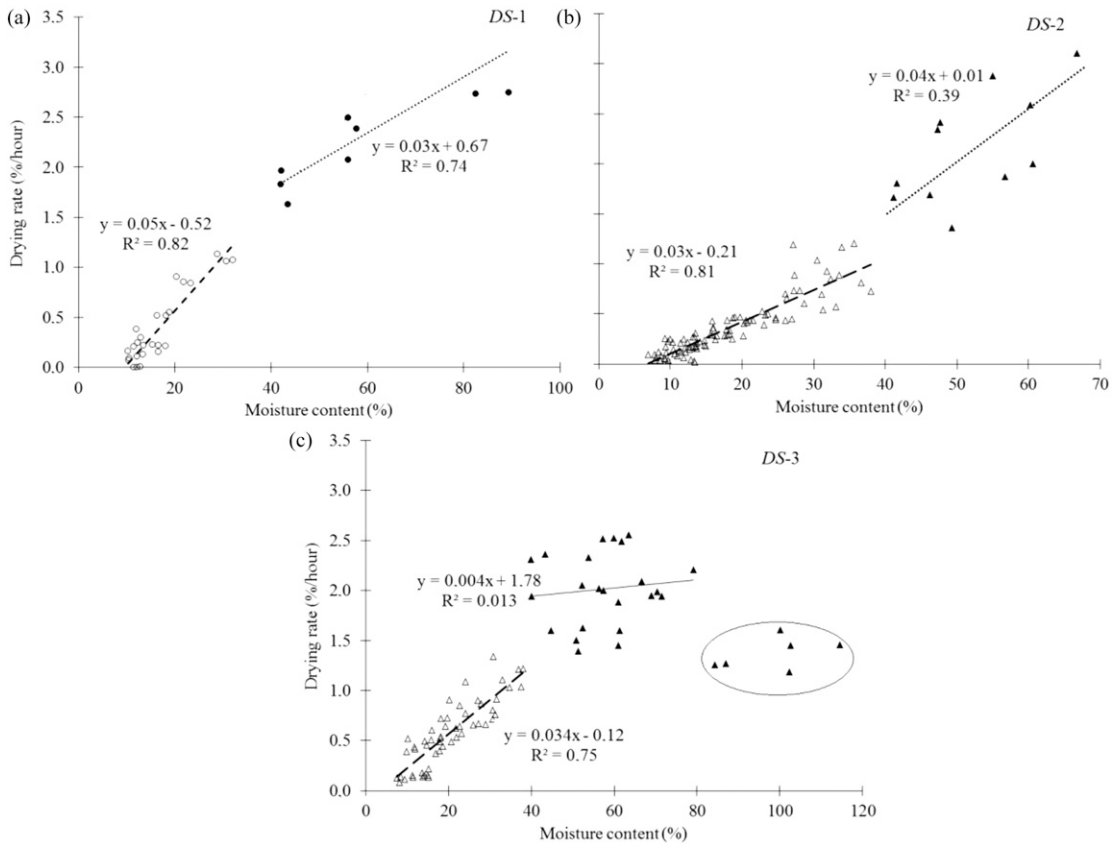 (a)
DS-1
3.5
3.0
2.5
2.0
1.5
1.0
0.5
0.0
Drying rate (%/hour)
y = 0.03x + 0.67
R² = 0.74
y = 0.05x - 0.52
R² = 0.82
0 20 40 60 80 100
Moisture content (%)
(b)
DS-2
y = 0.04x + 0.01
R² = 0.39
y = 0.03x - 0.21
R² = 0.81
0 10 20 30 40 50 60 70
Moisture content (%)
(c)
DS-3
3.5
3.0
2.5
2.0
1.5
1.0
0.5
0.0
Drying rate (%/hour)
y = 0.004x + 1.78
R² = 0.013
y = 0.034x - 0.12
R² = 0.75
0 20 40 60 80 100 120
Moisture content (%)